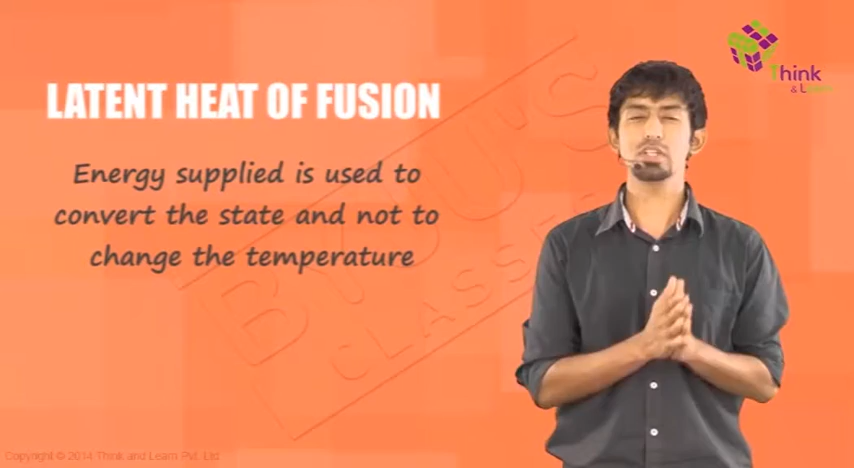 Think
& Learn
LATENT HEAT OF FUSION
Energy supplied is used to
convert the state and not to
change the temperature
BYJU'S
CLASSES
Copyright © 2014 Think and Learn Pvt. Ltd